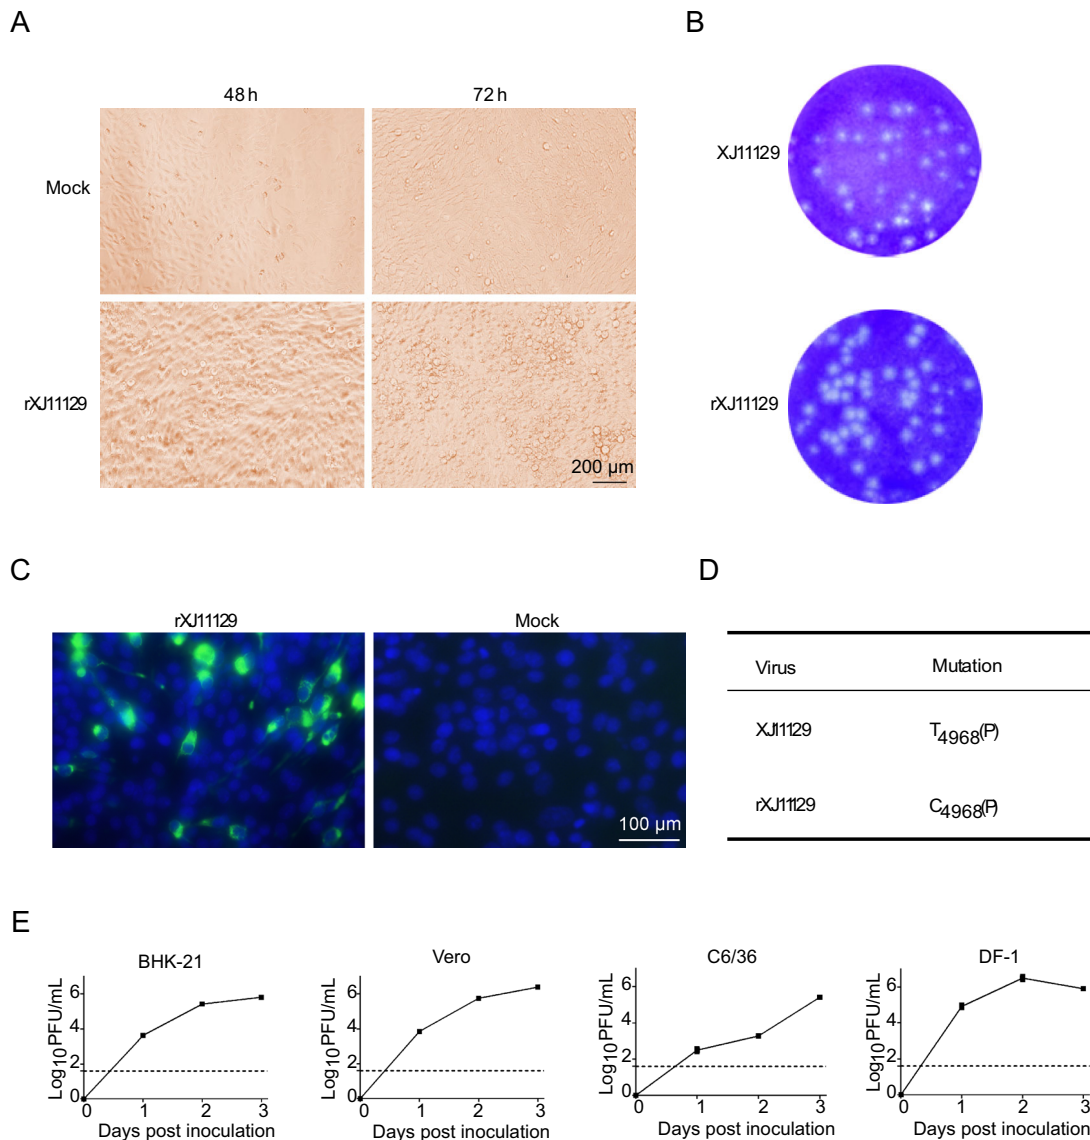 A
B
48 h
72 h
Mock
rXJ11129
200 µm
XJ11129
rXJ11129
C
D
rXJ11129
Mock
100 µm
Virus
Mutation
XJ11129
T4968(P)
rXJ11129
C4968(P)
E
BHK-21
Log10PFU/mL
6
4
2
0
0 1 2 3
Days post inoculation
Vero
Log10PFU/mL
6
4
2
0
0 1 2 3
Days post inoculation
C6/36
Log10PFU/mL
6
4
2
0
0 1 2 3
Days post inoculation
DF-1
Log10PFU/mL
6
4
2
0
0 1 2 3
Days post inoculation